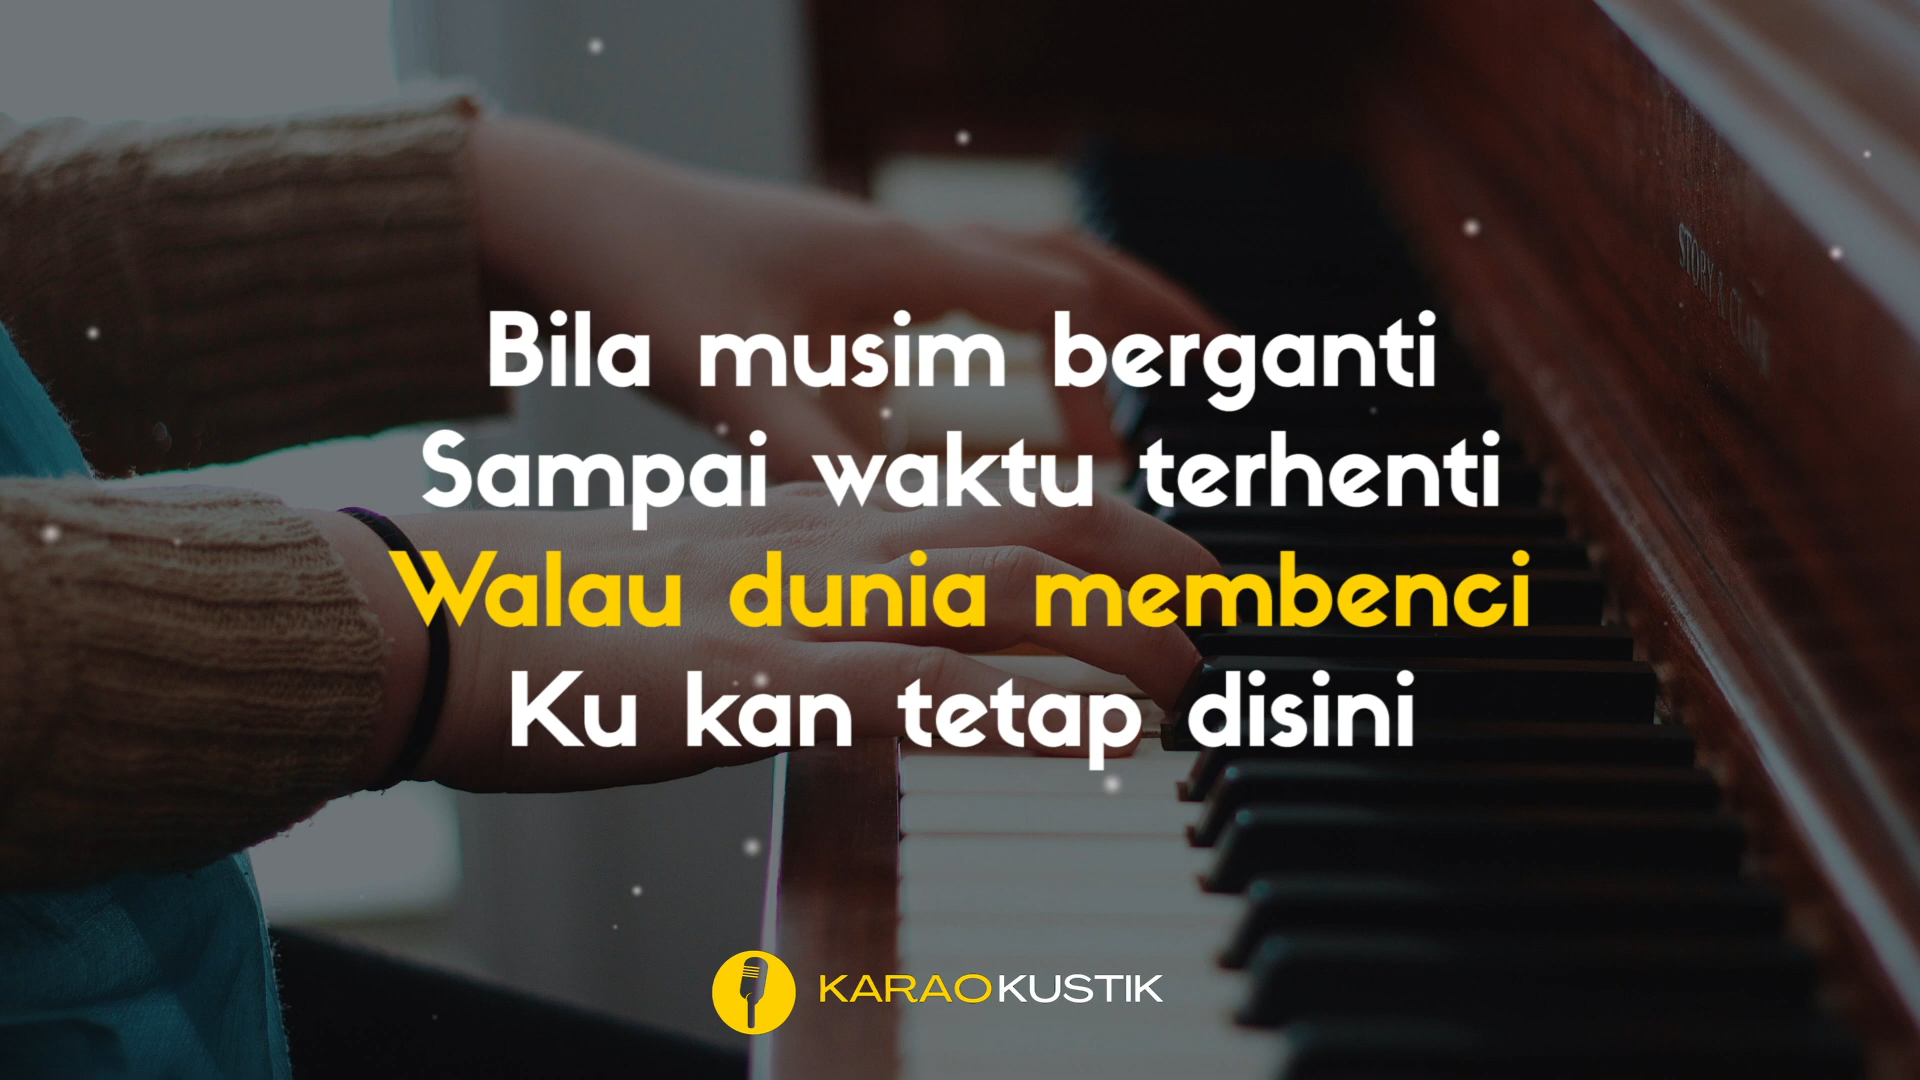 Bila musim berganti
Sampai waktu terhenti
Walau dunia membenci
Ku kan tetap disini
KARAOKUSTIK